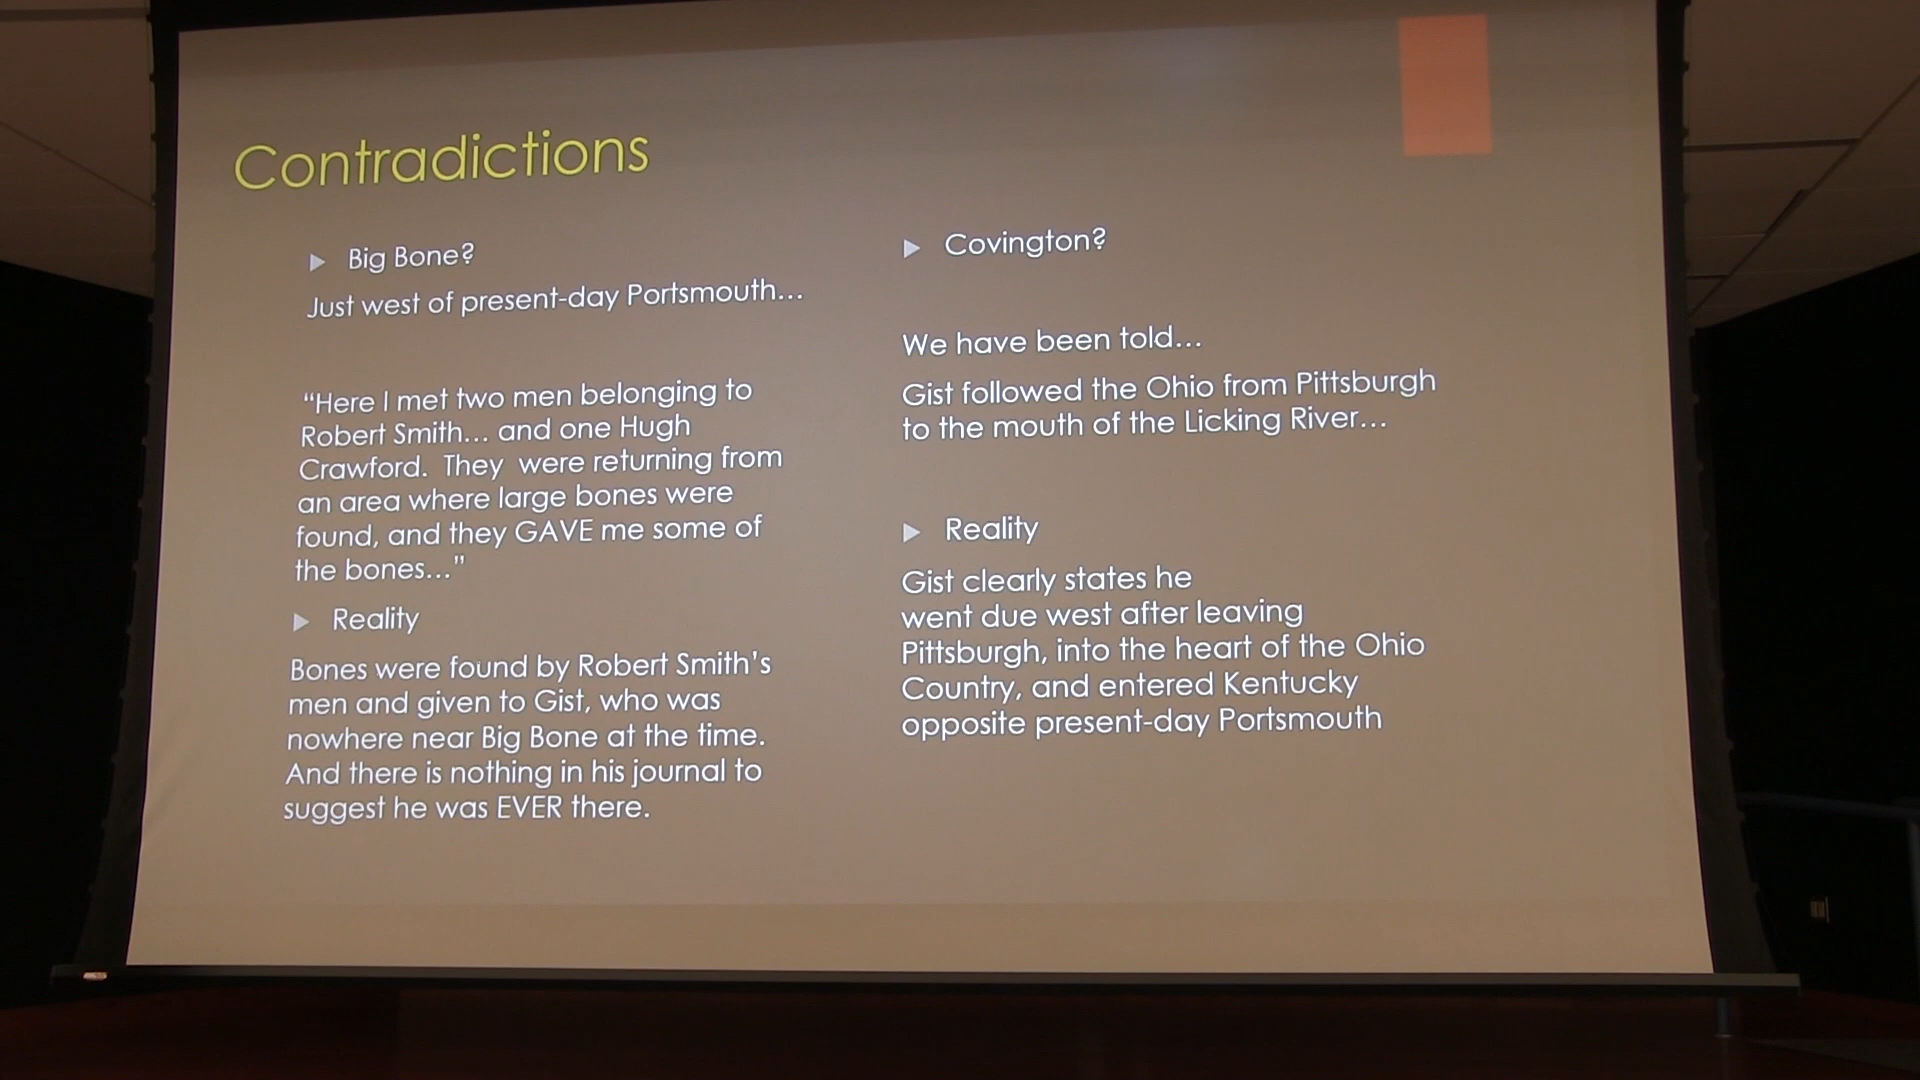 Contradictions
Big Bone?
Just west of present-day Portsmouth...
“Here I met two men belonging to
Robert Smith... and one Hugh
Crawford. They were returning from
an area where large bones were
found, and they GAVE me some of
the bones...”
Reality
Bones were found by Robert Smith's
men and given to Gist, who was
nowhere near Big Bone at the time.
And there is nothing in his journal to
suggest he was EVER there.
Covington?
We have been told...
Gist followed the Ohio from Pittsburgh
to the mouth of the Licking River...
Reality
Gist clearly states he
went due west after leaving
Pittsburgh, into the heart of the Ohio
Country, and entered Kentucky
opposite present-day Portsmouth